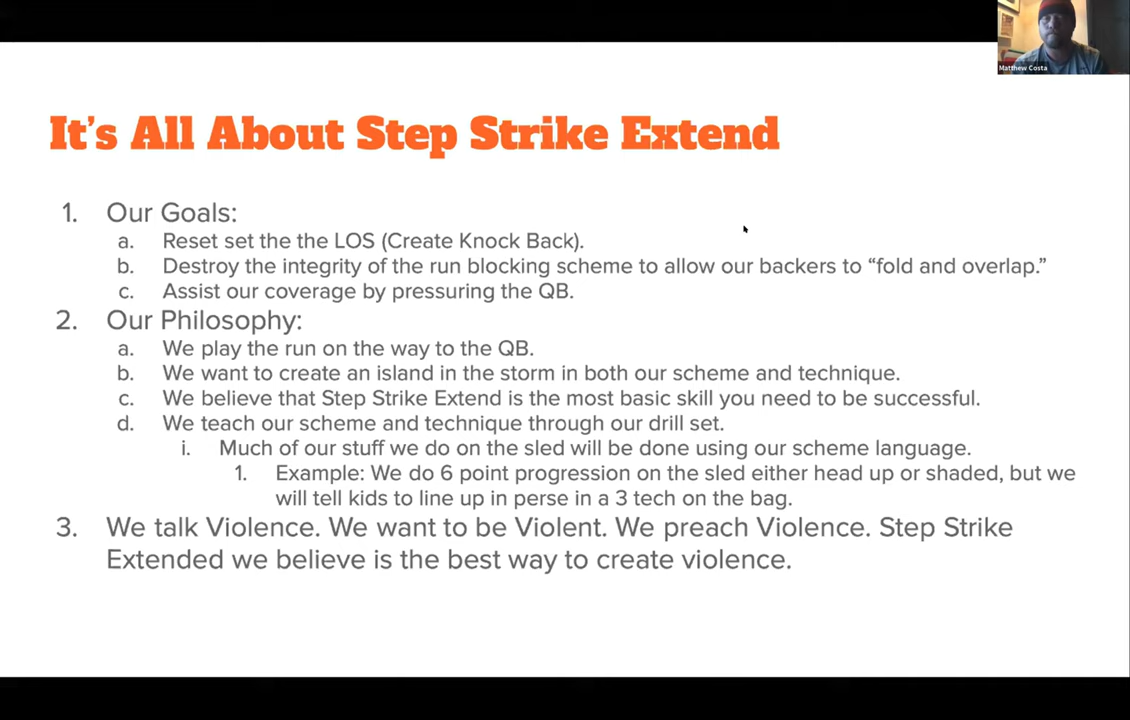 Matthew Costa
It's All About Step Strike Extend
1. Our Goals:
a. Reset set the the LOS (Create Knock Back).
b. Destroy the integrity of the run blocking scheme to allow our backers to “fold and overlap.”
c. Assist our coverage by pressuring the QB.
2. Our Philosophy:
a. We play the run on the way to the QB.
b. We want to create an island in the storm in both our scheme and technique.
c. We believe that Step Strike Extend is the most basic skill you need to be successful.
d. We teach our scheme and technique through our drill set.
i. Much of our stuff we do on the sled will be done using our scheme language.
1. Example: We do 6 point progression on the sled either head up or shaded, but we
will tell kids to line up in perse in a 3 tech on the bag.
3. We talk Violence. We want to be Violent. We preach Violence. Step Strike
Extended we believe is the best way to create violence.